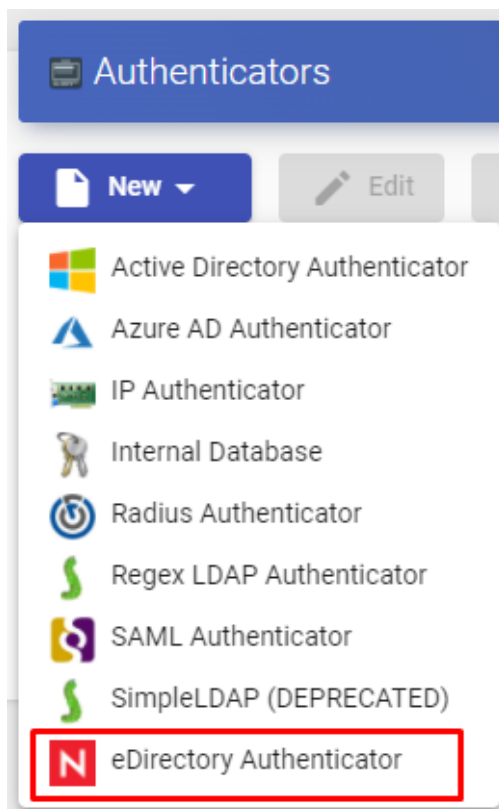 Authenticators
New
Edit
Active Directory Authenticator
Azure AD Authenticator
IP Authenticator
Internal Database
Radius Authenticator
Regex LDAP Authenticator
SAML Authenticator
SimpleLDAP (DEPRECATED)
N eDirectory Authenticator